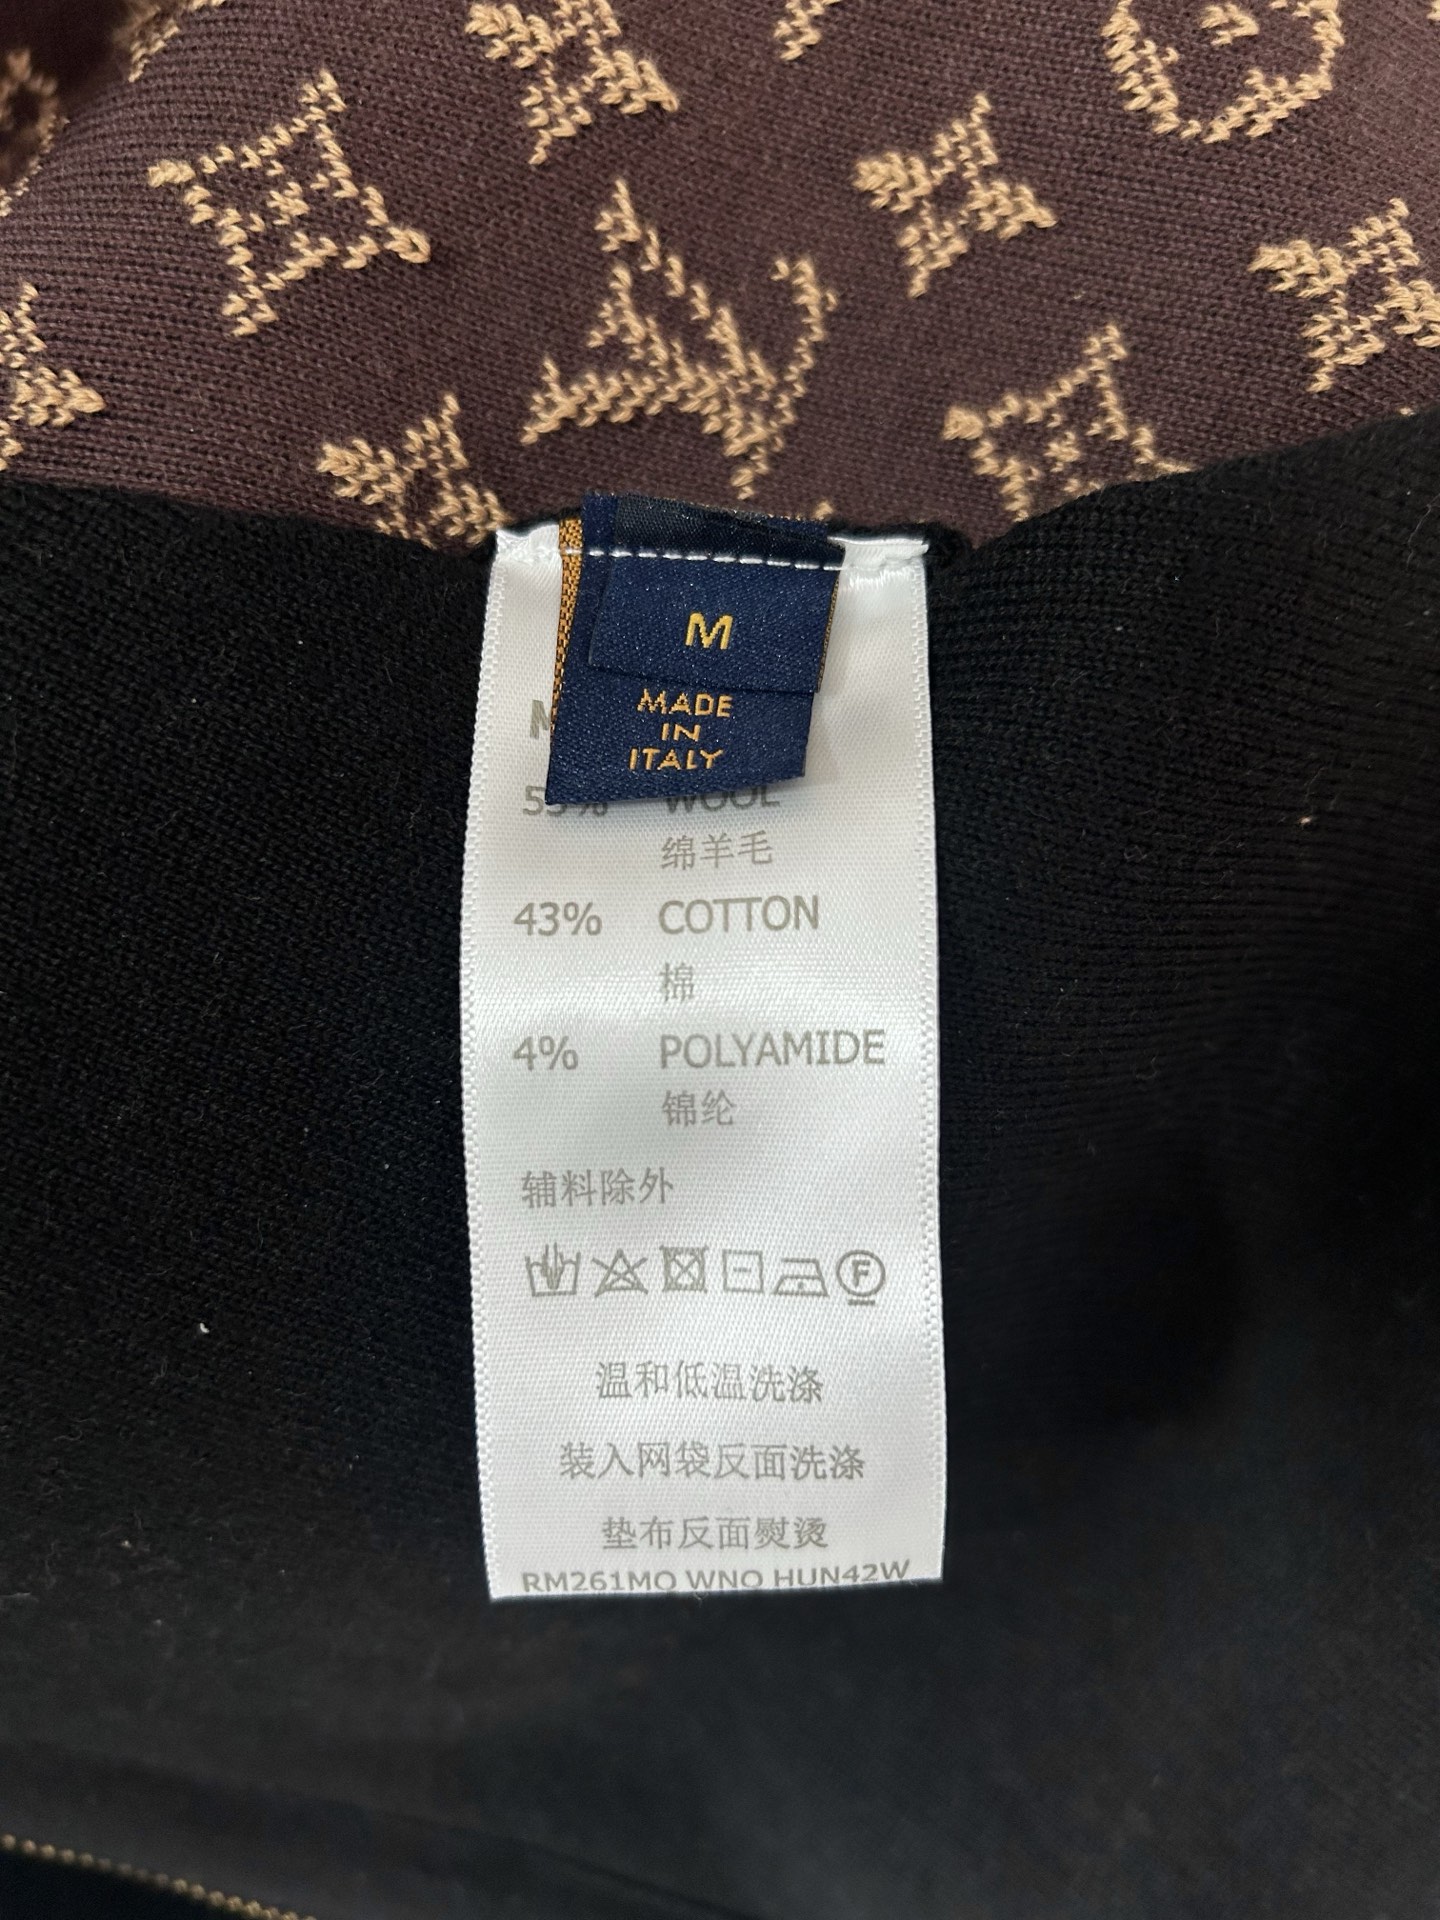 M
MADE
IN
ITALY
WOOL
绵羊毛
43% COTTON
棉
4% POLYAMIDE
锦纶
辅料除外
F
温和低温洗涤
装入网袋反面洗涤
垫布反面熨烫
RM261MQ WNQ HUN42W